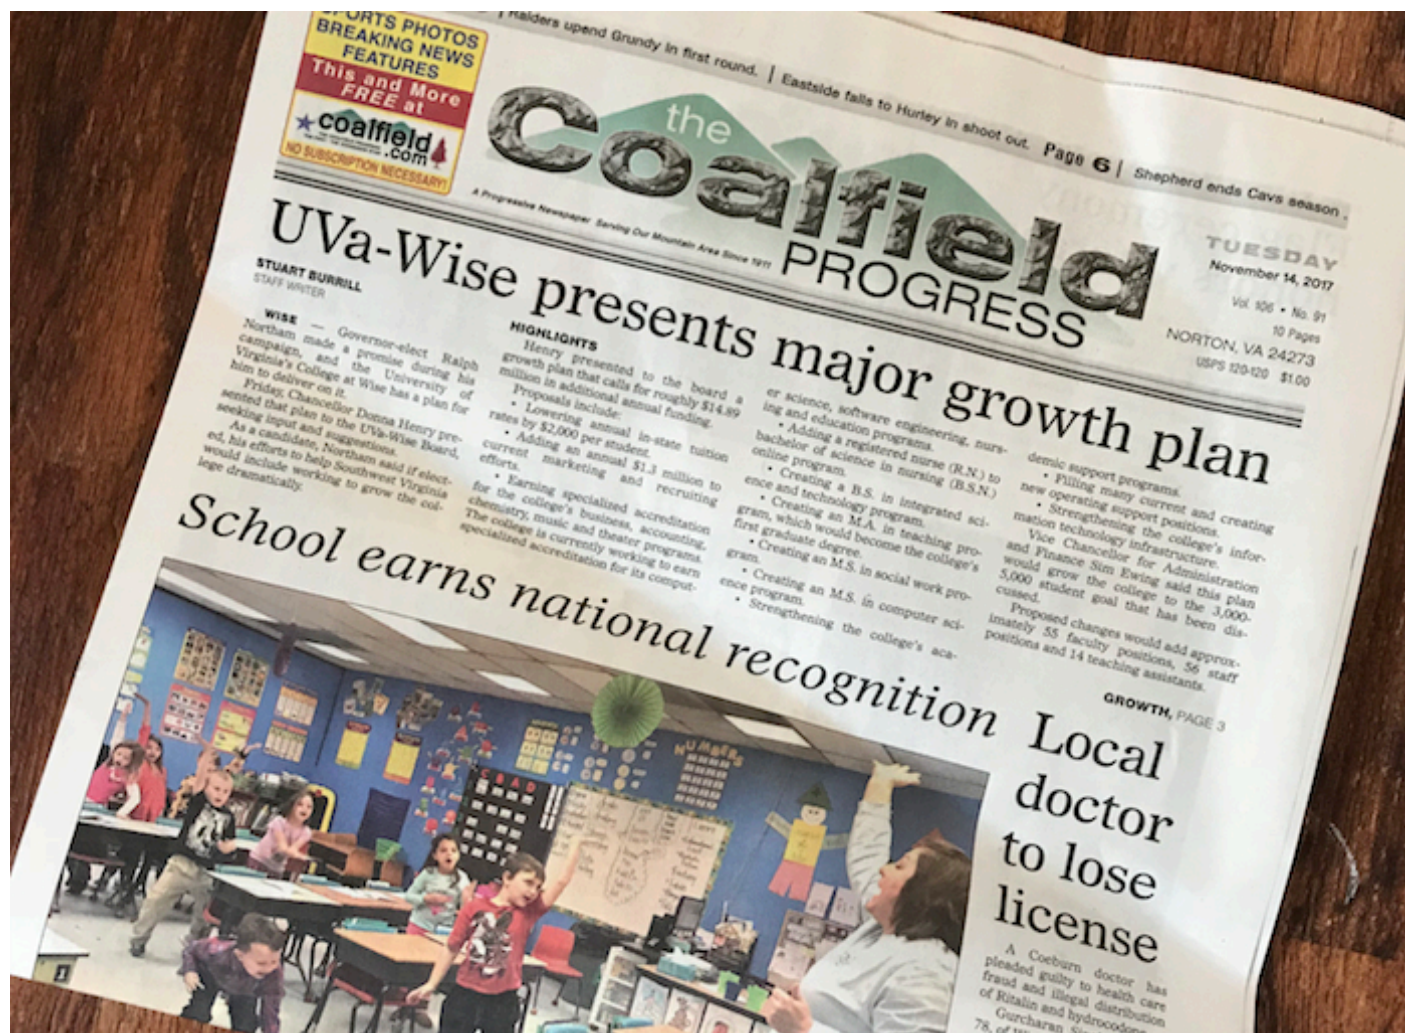 SPORTS PHOTOS
BREAKING NEWS
FEATURES
This and More
FREE at
coalfield
.com
NO SUBSCRIPTION NECESSARY!
Raiders upend Grundy in first round. | Eastside falls to Hurley in shoot out. Page 6 | Shepherd ends Cavs season.
the
Coalfield
PROGRESS
A Progressive Newspaper Serving Our Mountain Area Since 1911
TUESDAY
November 14, 2017
Vol. 106 • No. 91
10 Pages
NORTON, VA 24273
USPS 120-120 $1.00
UVa-Wise presents major growth plan
STUART BURRILL
STAFF WRITER
WISE — Governor-elect Ralph
Northam made a promise during his
campaign, and the University of
Virginia's College at Wise has a plan for
him to deliver on it.
Friday, Chancellor Donna Henry pre-
sented that plan to the UVa-Wise Board,
seeking input and suggestions.
As a candidate, Northam said if elect-
ed, his efforts to help Southwest Virginia
would include working to grow the col-
lege dramatically.
HIGHLIGHTS
Henry presented to the board a
growth plan that calls for roughly $14.89
million in additional annual funding.
Proposals include:
• Lowering annual in-state tuition
rates by $2,000 per student.
• Adding an annual $1.3 million to
current marketing and recruiting
efforts.
• Earning specialized accreditation
for the college's business, accounting,
chemistry, music and theater programs.
The college is currently working to earn
specialized accreditation for its comput-
er science, software engineering, nurs-
ing and education programs.
• Adding a registered nurse (R.N.) to
bachelor of science in nursing (B.S.N.)
online program.
• Creating a B.S. in integrated sci-
ence and technology program.
• Creating an M.A. in teaching pro-
gram, which would become the college's
first graduate degree.
• Creating an M.S. in social work pro-
gram.
• Creating an M.S. in computer sci-
ence program.
• Strengthening the college's aca-
demic support programs.
• Filling many current and creating
new operating support positions.
• Strengthening the college's infor-
mation technology infrastructure.
Vice Chancellor for Administration
and Finance Sim Ewing said this plan
would grow the college to the 3,000-
5,000 student goal that has been dis-
cussed.
Proposed changes would add approx-
imately 55 faculty positions, 56 staff
positions and 14 teaching assistants.
GROWTH, PAGE 3
School earns national recognition
NUMBERS
Local
doctor
to lose
license
A Coeburn doctor has
pleaded guilty to health care
fraud and illegal distribution
of Ritalin and hydrocodone.
Gurcharan
78, of